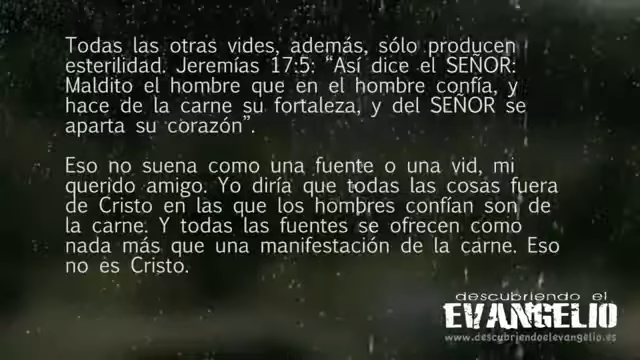 Todas las otras vides, además, sólo producen
esterilidad. Jeremías 17:5: “Así dice el SEÑOR:
Maldito el hombre que en el hombre confía, y
hace de la carne su fortaleza, y del SEÑOR se
aparta su corazón”.
Eso no suena como una fuente o una vid, mi
querido amigo. Yo diría que todas las cosas fuera
de Cristo en las que los hombres confían son de
la carne. Y todas las fuentes se ofrecen como
nada más que una manifestación de la carne. Eso
no es Cristo.
descubriendo el
EVANGELIO
www.descubriendoelevangelio.es